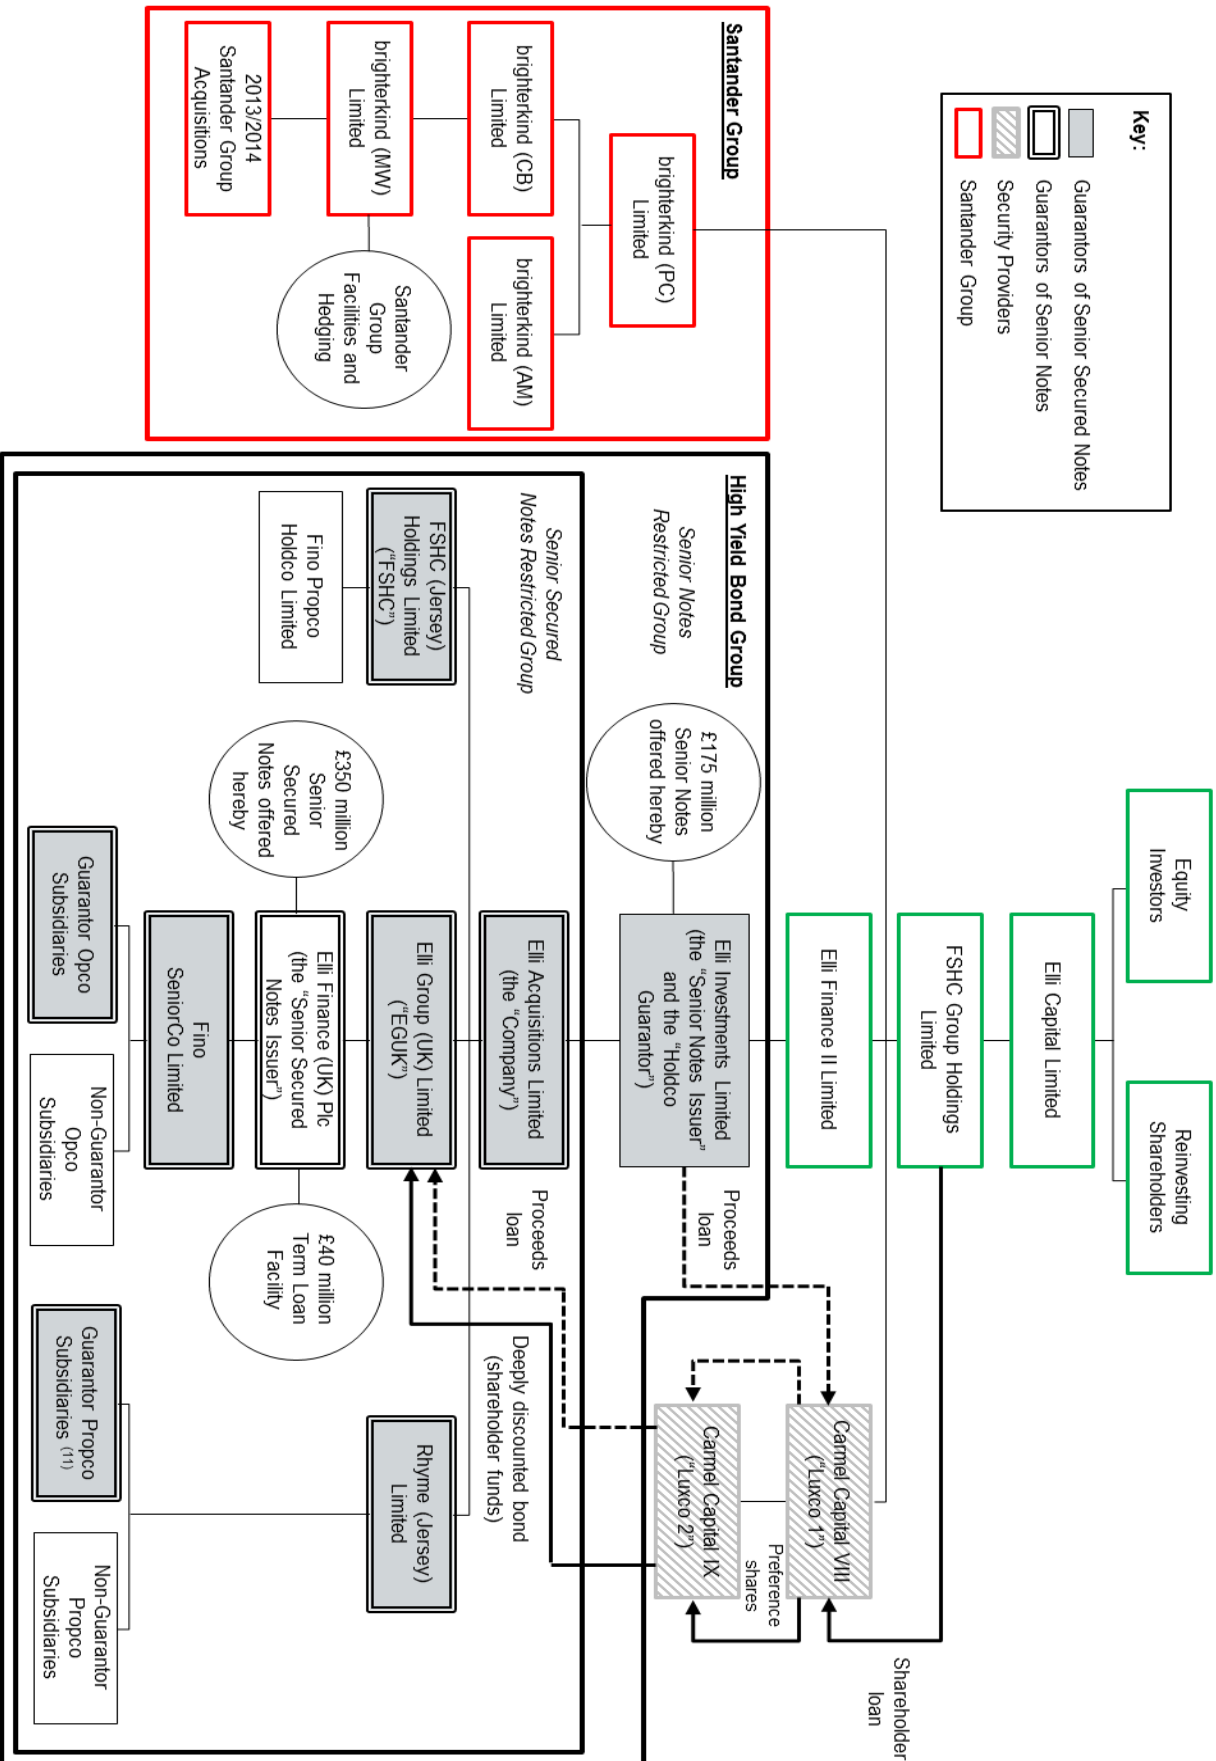 Equity
Investors
Reinvesting
Shareholders
Key:
Guarantors of Senior Secured Notes
Guarantors of Senior Notes
Security Providers
Santander Group
Elli Capital Limited
FSHC Group Holdings
Limited
Shareholder
loan
Elli Finance II Limited
Carmel Capital VIII
("Luxco 1")
Preference
shares
Santander Group
High Yield Bond Group
Senior Notes
Restricted Group
£175 million
Senior Notes
offered hereby
Elli Investments Limited
(the "Senior Notes Issuer"
and the "Holdco
Guarantor")
Proceeds
loan
Carmel Capital IX
("Luxco 2")
brighterkind (PC)
Limited
brighterkind (CB)
Limited
brighterkind (AM)
Limited
Senior Secured
Notes Restricted Group
Elli Acquisitions Limited
(the "Company")
Proceeds
loan
Deeply discounted bond
(shareholder funds)
brighterkind (MW)
Limited
Santander
Group
Facilities and
Hedging
FSHC (Jersey)
Holdings Limited
("FSHC")
Elli Group (UK) Limited
("EGUK")
Rhyme (Jersey)
Limited
2013/2014
Santander Group
Acquisitions
Fino Propco
Holdco Limited
£350 million
Senior
Secured
Notes offered
hereby
Elli Finance (UK) Plc
(the "Senior Secured
Notes Issuer")
£40 million
Term Loan
Facility
Fino
SeniorCo Limited
Guarantor Opco
Subsidiaries
Non-Guarantor
Opco
Subsidiaries
Guarantor Propco
Subsidiaries (11)
Non-Guarantor
Propco
Subsidiaries